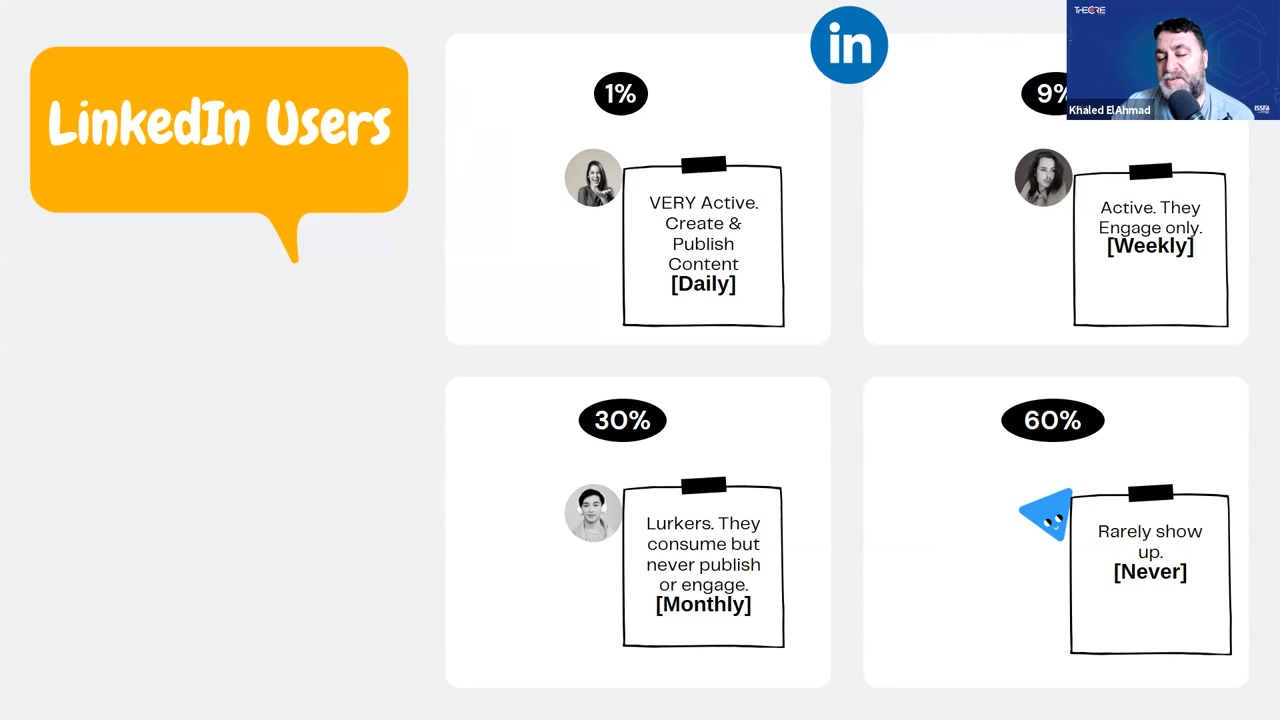 LinkedIn Users
in
1%
VERY Active.
Create &
Publish
Content
[Daily]
9%
Active. They
Engage only.
[Weekly]
THECORE
Khaled ElAhmad
ISSFA
30%
Lurkers. They
consume but
never publish
or engage.
[Monthly]
60%
Rarely show
up.
[Never]